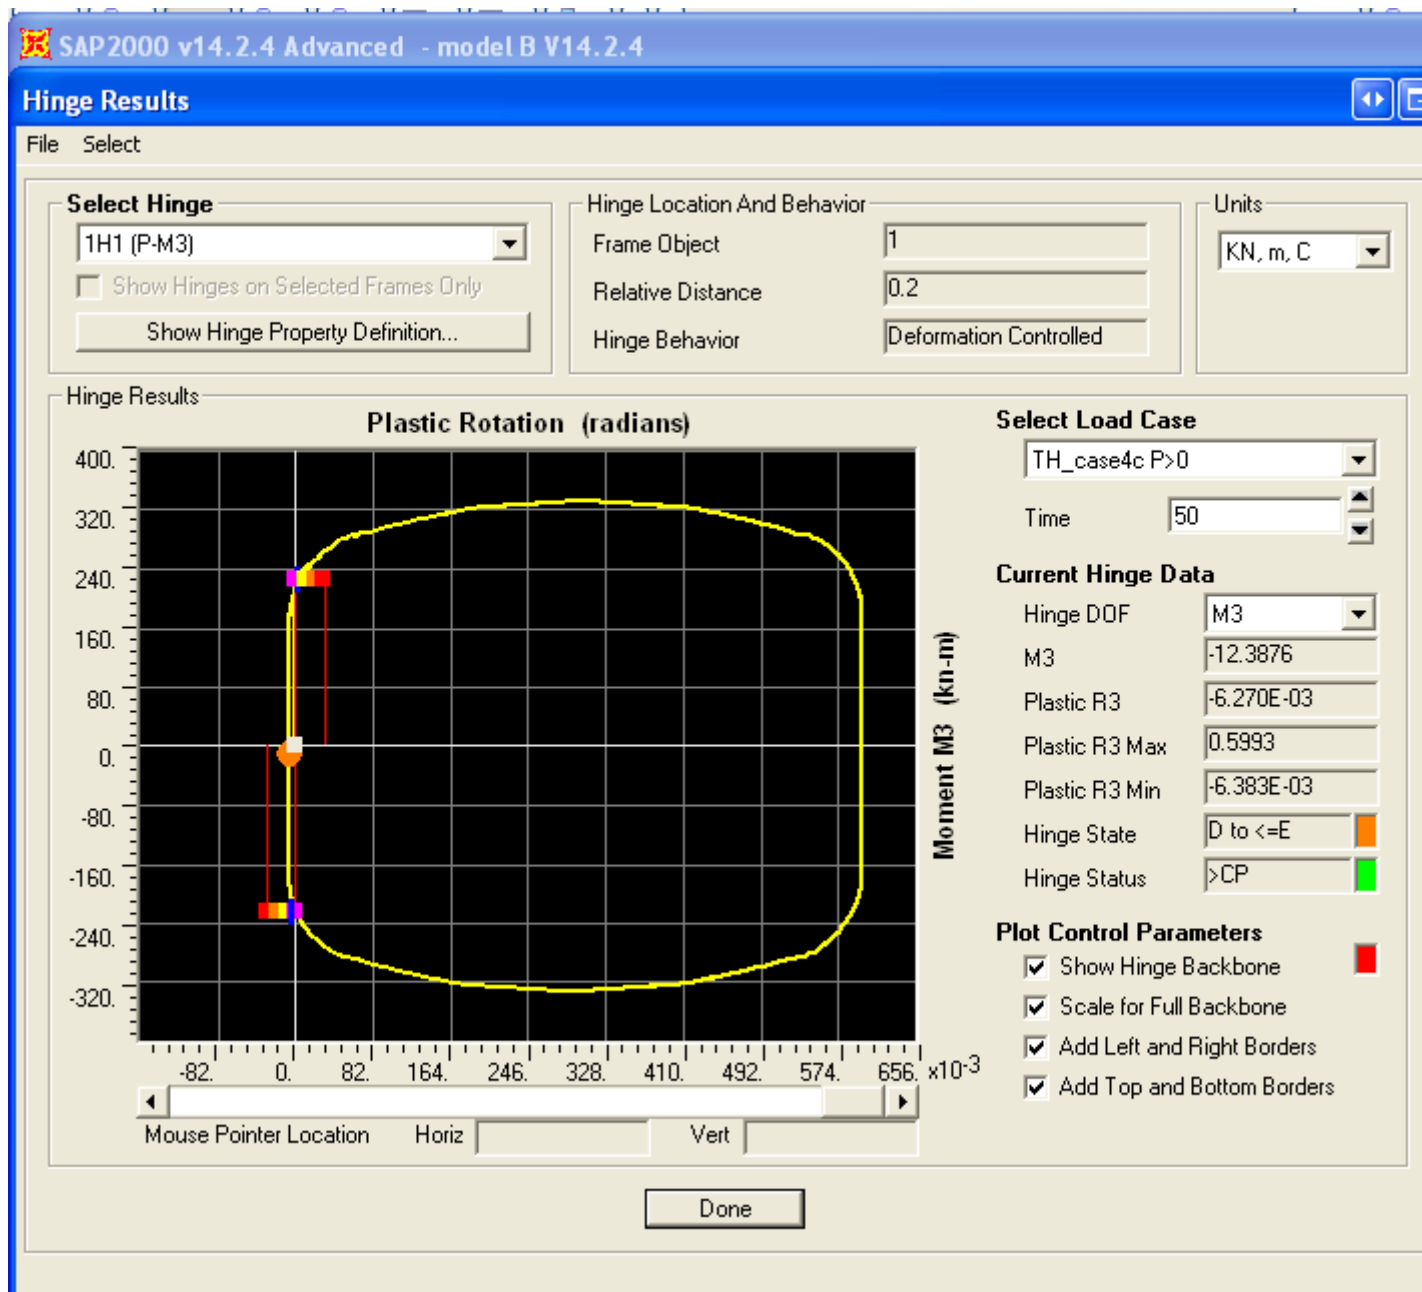 SAP2000 v14.2.4 Advanced - model B V14.2.4
Hinge Results
File Select
Select Hinge
1H1 (P-M3)
Show Hinges on Selected Frames Only
Show Hinge Property Definition...
Hinge Location And Behavior
Frame Object 1
Relative Distance 0.2
Hinge Behavior Deformation Controlled
Units
KN, m, C
Hinge Results
Plastic Rotation (radians)
400.
320.
240.
160.
80.
0.
-80.
-160.
-240.
-320.
-82. 0. 82. 164. 246. 328. 410. 492. 574. 656. x10-3
Moment M3 (kn-m)
Mouse Pointer Location Horiz Vert
Select Load Case
TH_case4c P>0
Time 50
Current Hinge Data
Hinge DOF M3
M3 -12.3876
Plastic R3 -6.270E-03
Plastic R3 Max 0.5993
Plastic R3 Min -6.383E-03
Hinge State D to <=E
Hinge Status >CP
Plot Control Parameters
Show Hinge Backbone
Scale for Full Backbone
Add Left and Right Borders
Add Top and Bottom Borders
Done